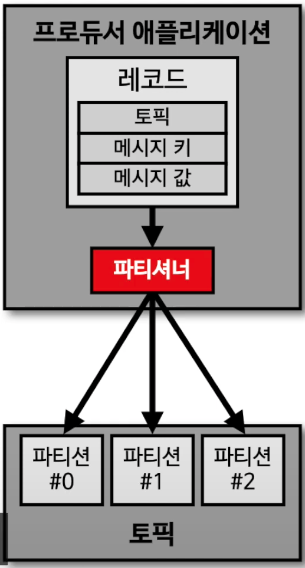 프로듀서 애플리케이션
레코드
토픽
메시지 키
메시지 값
파티셔너
파티션 파티션 파티션
#0 #1 #2
토픽